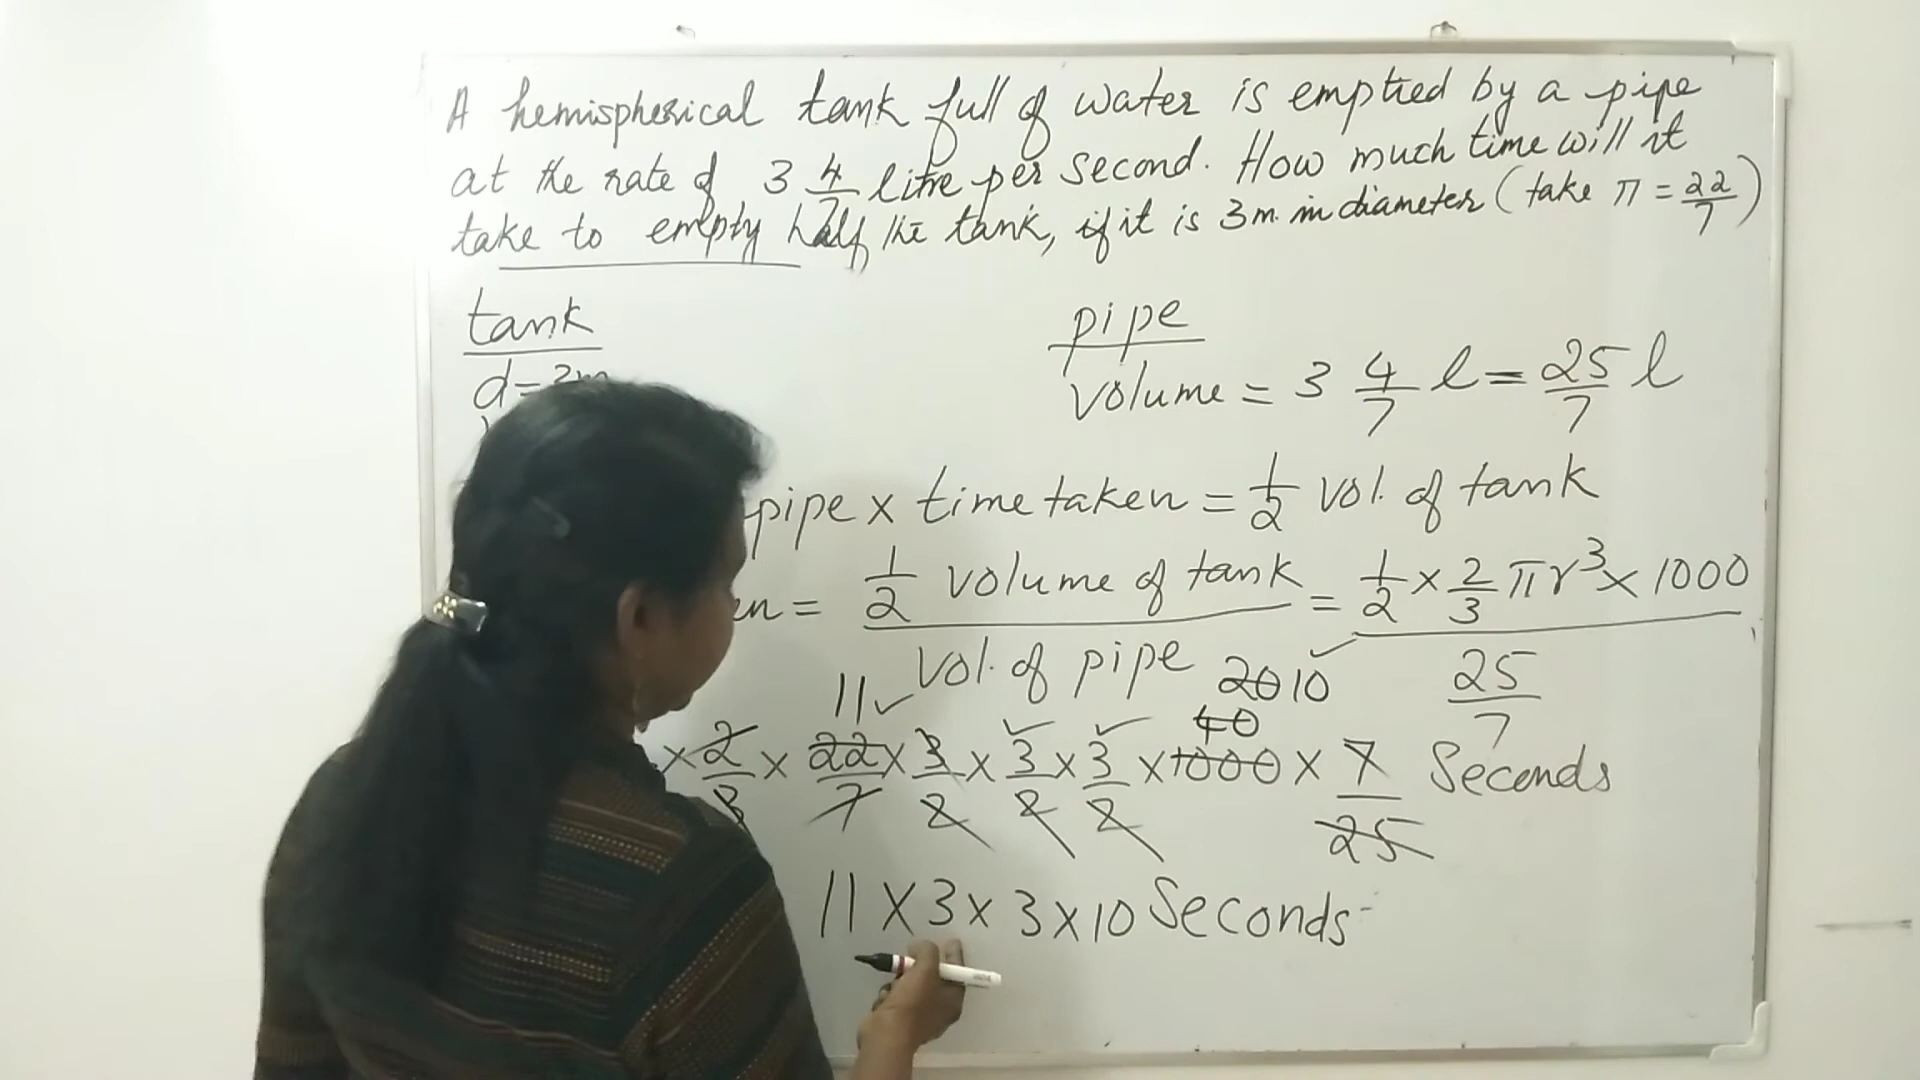 A hemispherical tank full of water is emptied by a pipe
at the rate of 3 4/7 litre per second. How much time will it
take to empty half the tank, if it is 3m. in diameter (take π = 22/7)
tank
pipe
d = 3m
volume = 3 4/7 l = 25/7 l
pipe × time taken = 1/2 vol. of tank
en = 1/2 volume of tank / Vol. of pipe = 1/2 × 2/3 πr³ × 1000 / 25/7
11✓ 20 10 ✓
40
× 2/3 × 22/7 × 3/2 × 3/2 × 3/2 × 1000 × 7/25 Seconds
11 × 3 × 3 × 10 Seconds